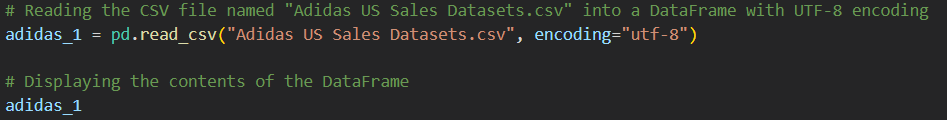 # Reading the CSV file named "Adidas US Sales Datasets.csv" into a DataFrame with UTF-8 encoding
adidas_1 = pd.read_csv("Adidas US Sales Datasets.csv", encoding="utf-8")
# Displaying the contents of the DataFrame
adidas_1